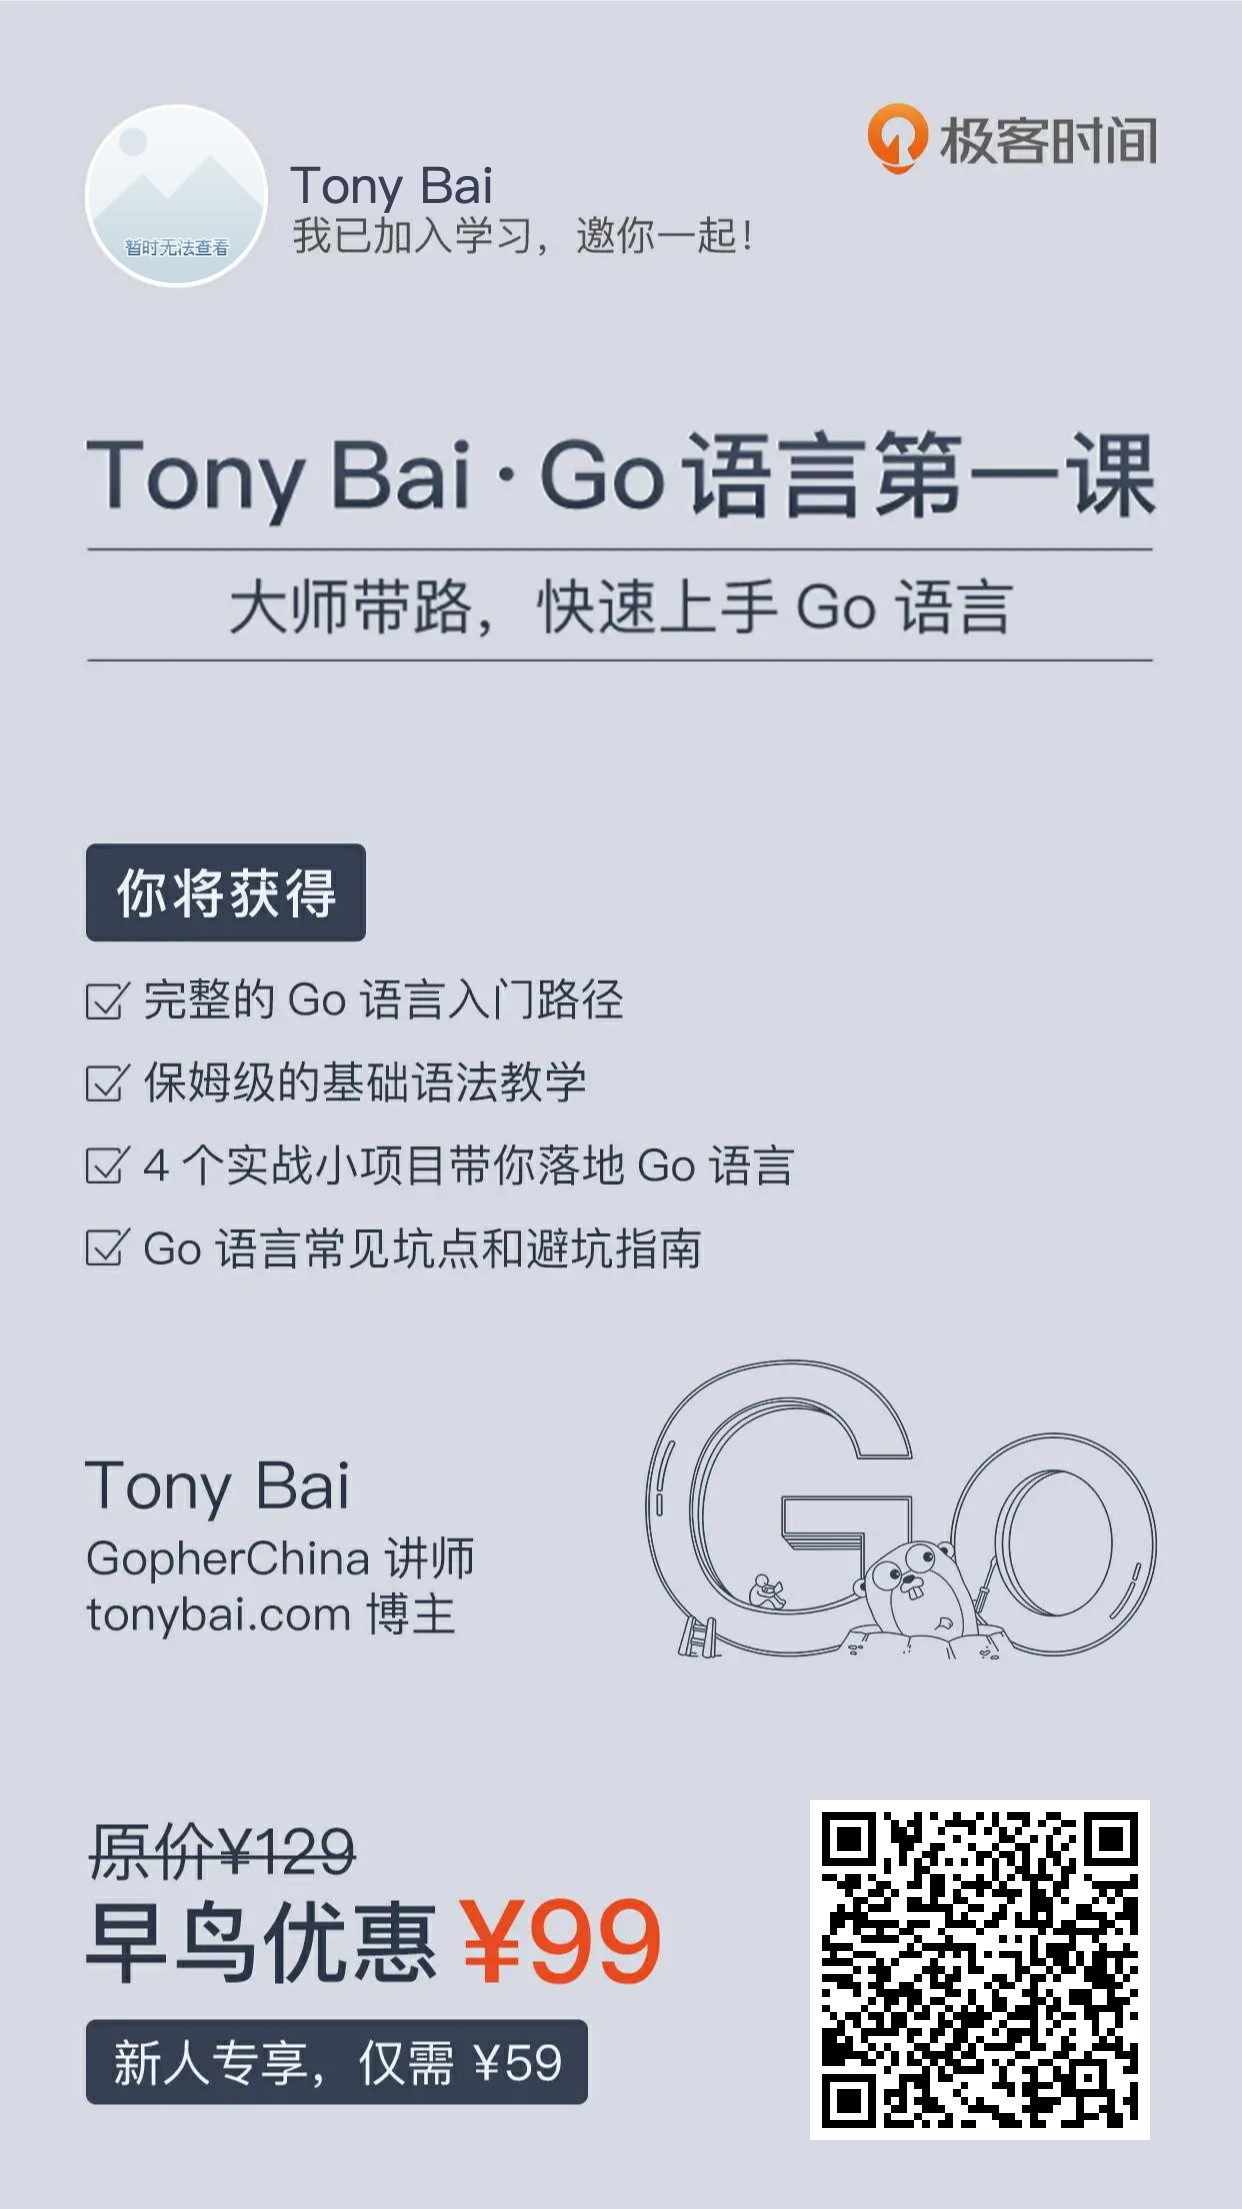 极客时间
Tony Bai
我已加入学习，邀你一起！
暂时无法查看
Tony Bai · Go 语言第一课
大师带路，快速上手 Go 语言
你将获得
完整的 Go 语言入门路径
保姆级的基础语法教学
4 个实战小项目带你落地 Go 语言
Go 语言常见坑点和避坑指南
Go
Tony Bai
GopherChina 讲师
tonybai.com 博主
原价¥129
早鸟优惠 ¥99
新人专享，仅需 ¥59